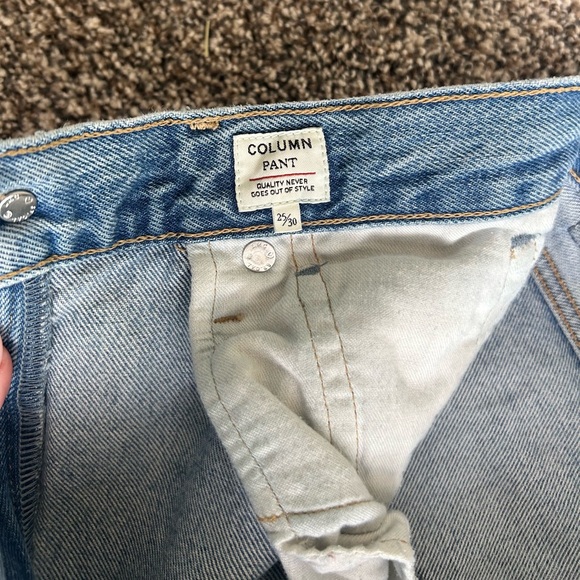 COLUMN
PANT
QUALITY NEVER
GOES OUT OF STYLE
25/30